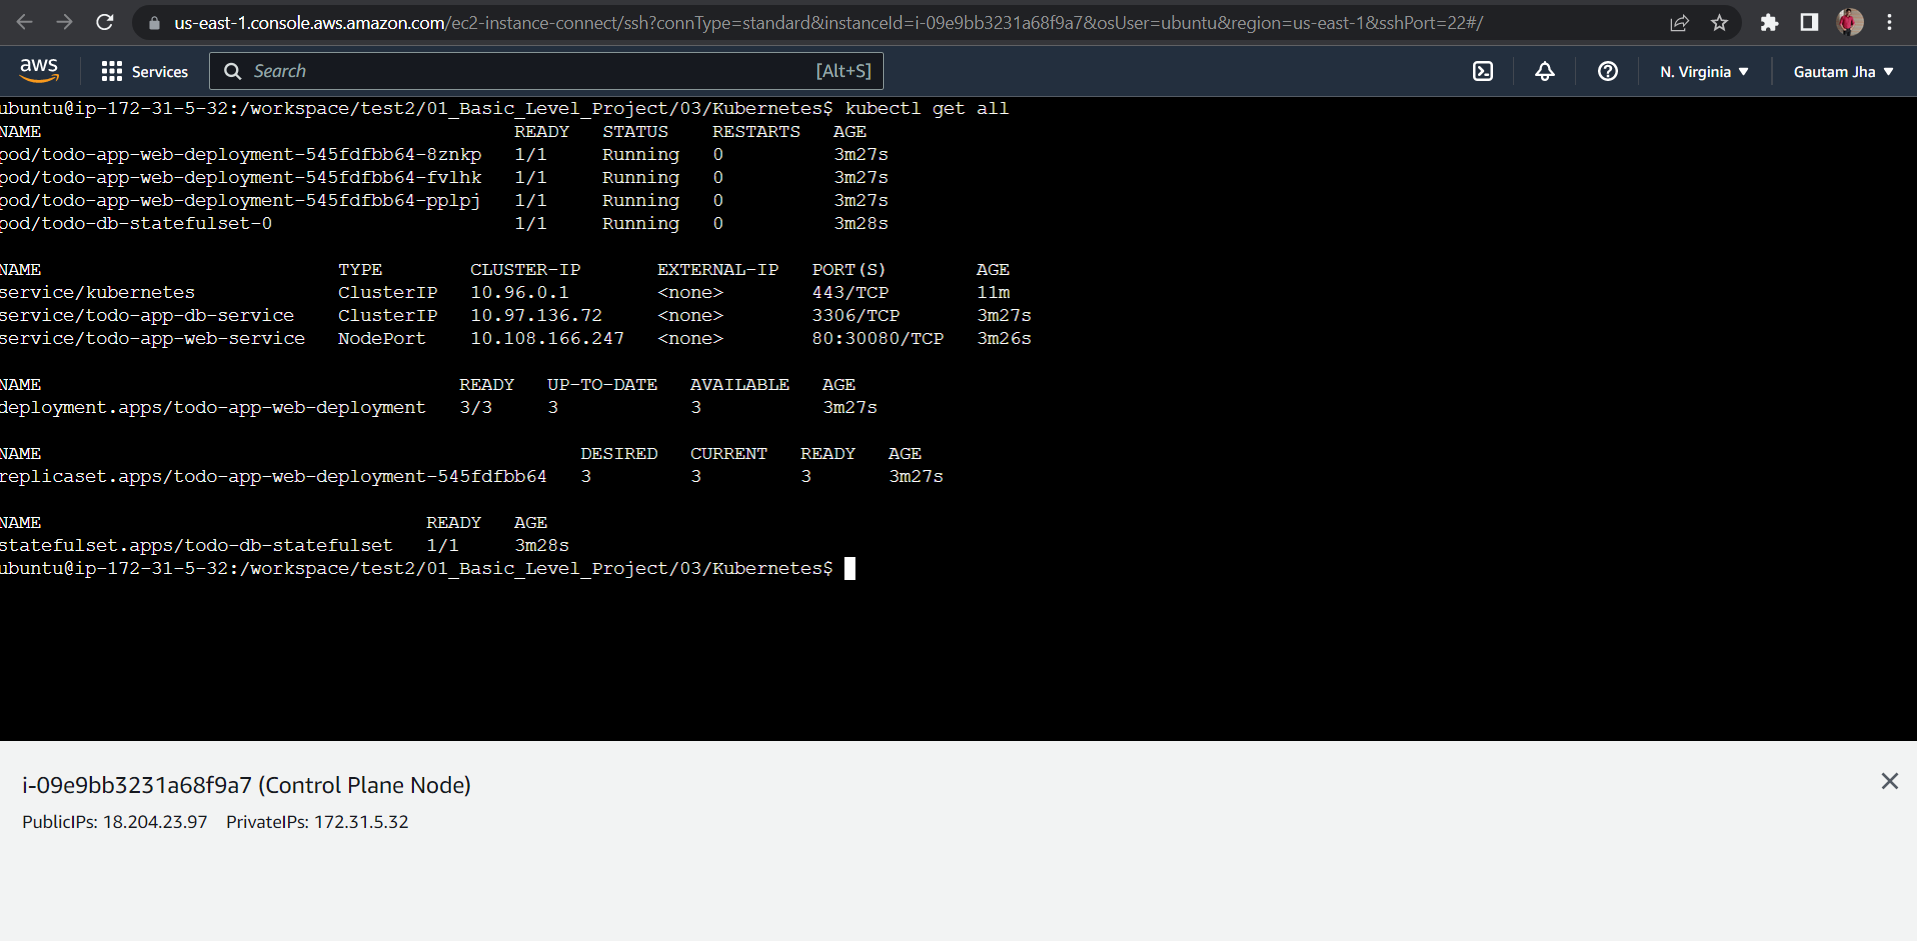 us-east-1.console.aws.amazon.com/ec2-instance-connect/ssh?connType=standard&instanceId=i-09e9bb3231a68f9a7&osUser=ubuntu&region=us-east-1&sshPort=22#/
aws Services Search [Alt+S] N. Virginia Gautam Jha
ubuntu@ip-172-31-5-32:/workspace/test2/01_Basic_Level_Project/03/Kubernetes$ kubectl get all
NAME READY STATUS RESTARTS AGE
pod/todo-app-web-deployment-545fdfbb64-8znkp 1/1 Running 0 3m27s
pod/todo-app-web-deployment-545fdfbb64-fvlhk 1/1 Running 0 3m27s
pod/todo-app-web-deployment-545fdfbb64-pplpj 1/1 Running 0 3m27s
pod/todo-db-statefulset-0 1/1 Running 0 3m28s
NAME TYPE CLUSTER-IP EXTERNAL-IP PORT(S) AGE
service/kubernetes ClusterIP 10.96.0.1 <none> 443/TCP 11m
service/todo-app-db-service ClusterIP 10.97.136.72 <none> 3306/TCP 3m27s
service/todo-app-web-service NodePort 10.108.166.247 <none> 80:30080/TCP 3m26s
NAME READY UP-TO-DATE AVAILABLE AGE
deployment.apps/todo-app-web-deployment 3/3 3 3 3m27s
NAME DESIRED CURRENT READY AGE
replicaset.apps/todo-app-web-deployment-545fdfbb64 3 3 3 3m27s
NAME READY AGE
statefulset.apps/todo-db-statefulset 1/1 3m28s
ubuntu@ip-172-31-5-32:/workspace/test2/01_Basic_Level_Project/03/Kubernetes$
i-09e9bb3231a68f9a7 (Control Plane Node)
PublicIPs: 18.204.23.97 PrivateIPs: 172.31.5.32